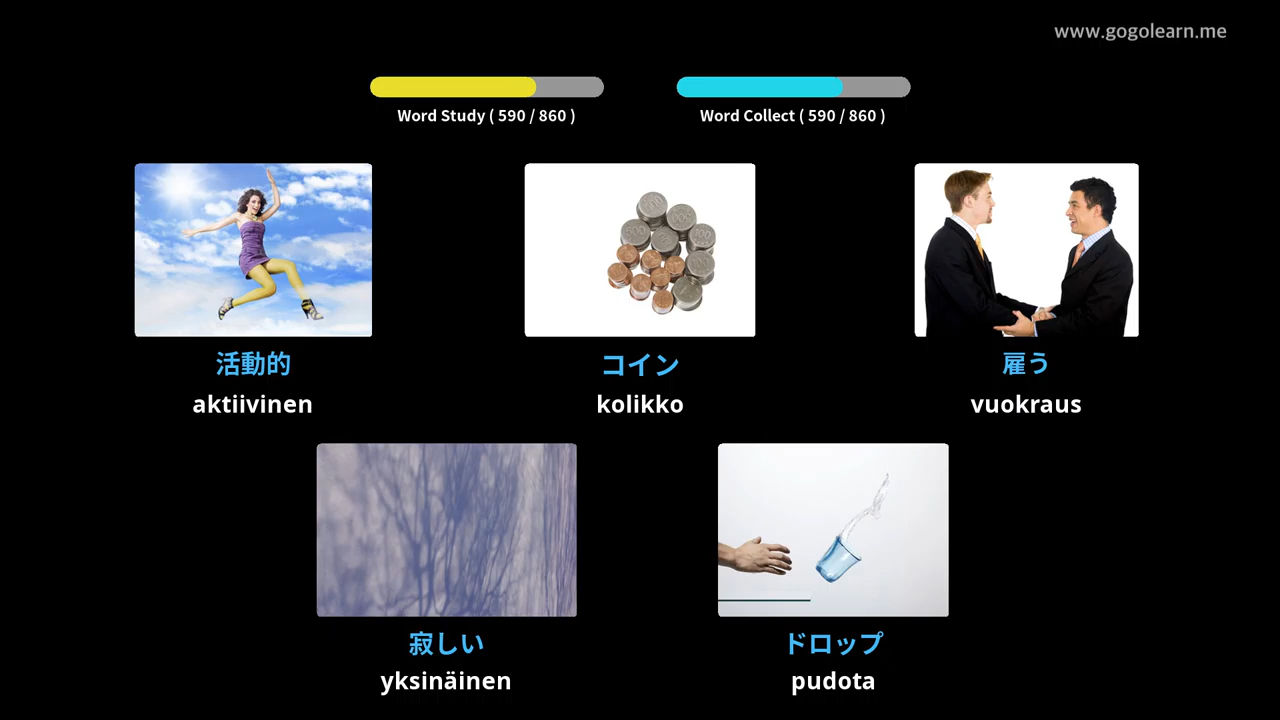 www.gogolearn.me
Word Study ( 590 / 860 )
Word Collect ( 590 / 860 )
活動的
aktiivinen
コイン
kolikko
雇う
vuokraus
寂しい
yksinäinen
ドロップ
pudota